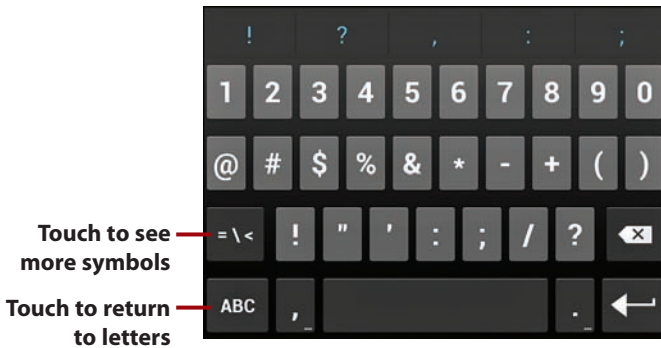 ! ? , : ;
1 2 3 4 5 6 7 8 9 0
@ # $ % & * - + ( )
Touch to see
more symbols
= \ < ! " ' : ; / ?
Touch to return
to letters
ABC , _ . _